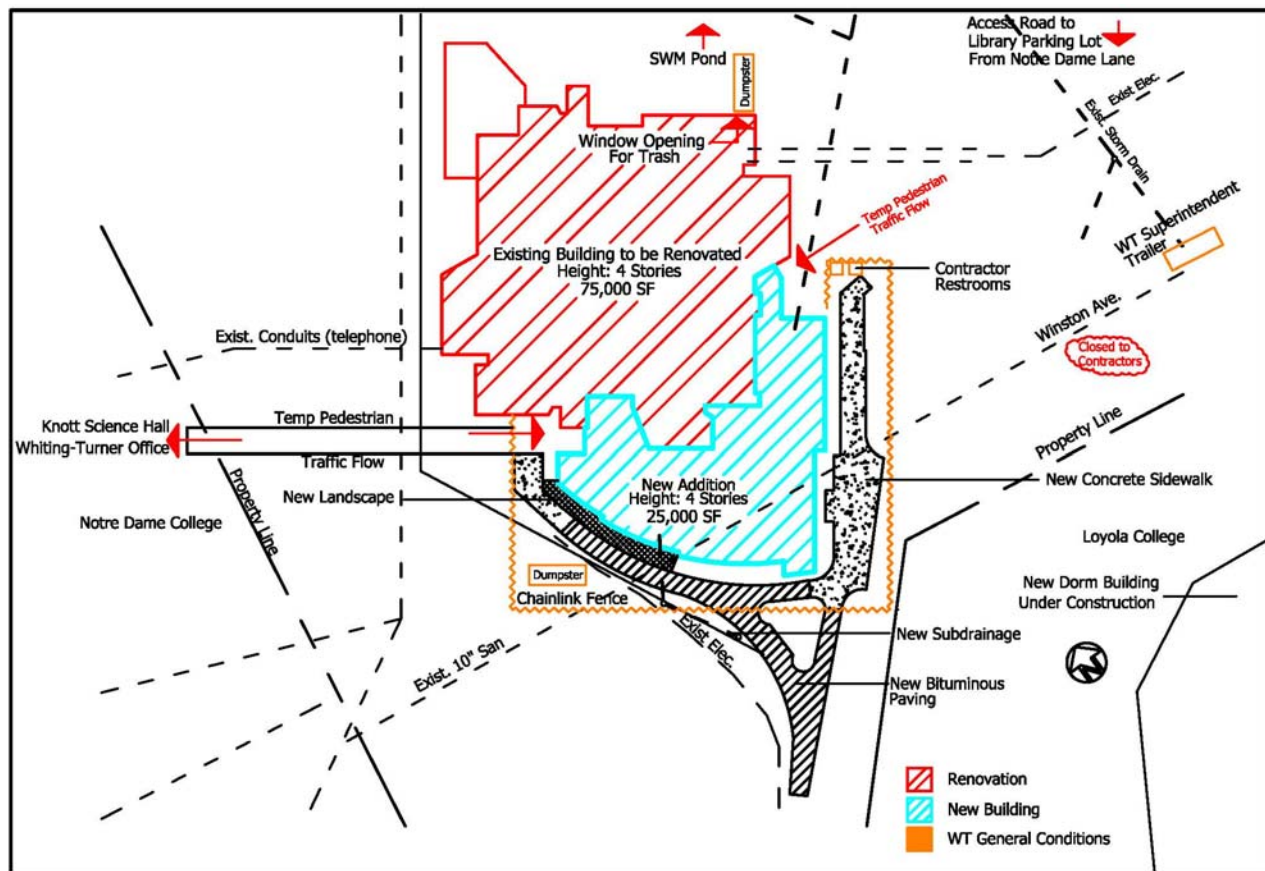 Access Road to
Library Parking Lot
From Notre Dame Lane
SWM Pond
Dumpster
Exist Elec.
Exist. Storm Drain
Window Opening
For Trash
Temp Pedestrian
Traffic Flow
WT Superintendent
Trailer
Existing Building to be Renovated
Height: 4 Stories
75,000 SF
Contractor
Restrooms
Winston Ave.
Exist. Conduits (telephone)
Closed to
Contractors
Knott Science Hall
Whiting-Turner Office
Temp Pedestrian
Traffic Flow
Property Line
Property Line
New Landscape
New Addition
Height: 4 Stories
25,000 SF
New Concrete Sidewalk
Notre Dame College
Loyola College
Dumpster
Chainlink Fence
New Dorm Building
Under Construction
Exist. 10" San
Exist Elec.
New Subdrainage
New Bituminous
Paving
Renovation
New Building
WT General Conditions